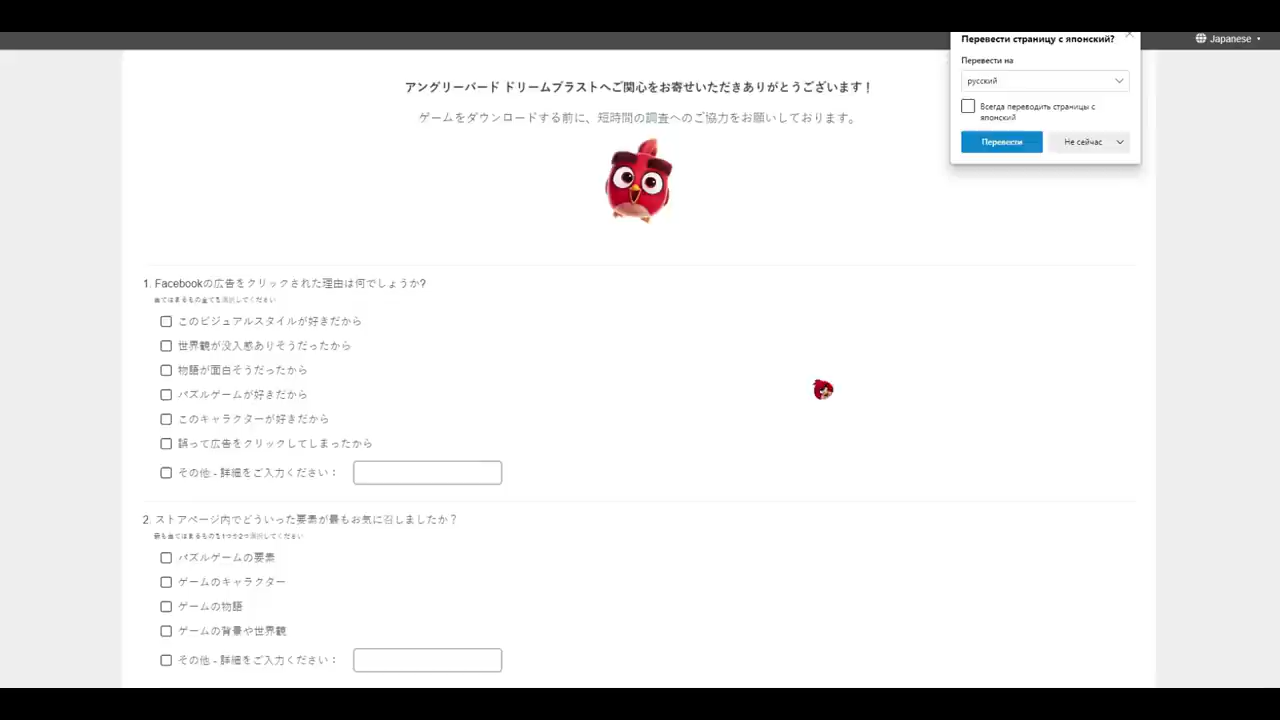 Japanese
Перевести страницу с японский?
Перевести на
русский
Всегда переводить страницы с
японский
Перевести
Не сейчас
アングリーバード ドリームブラストへご関心をお寄せいただきありがとうございます！
ゲームをダウンロードする前に、短時間の調査へのご協力をお願いしております。
1. Facebookの広告をクリックされた理由は何でしょうか?
当てはまるもの全てを選択してください
このビジュアルスタイルが好きだから
世界観が没入感ありそうだったから
物語が面白そうだったから
パズルゲームが好きだから
このキャラクターが好きだから
誤って広告をクリックしてしまったから
その他 - 詳細をご入力ください：
2. ストアページ内でどういった要素が最もお気に召しましたか？
最も当てはまるものを1つか2つ選択してください
パズルゲームの要素
ゲームのキャラクター
ゲームの物語
ゲームの背景や世界観
その他 - 詳細をご入力ください：